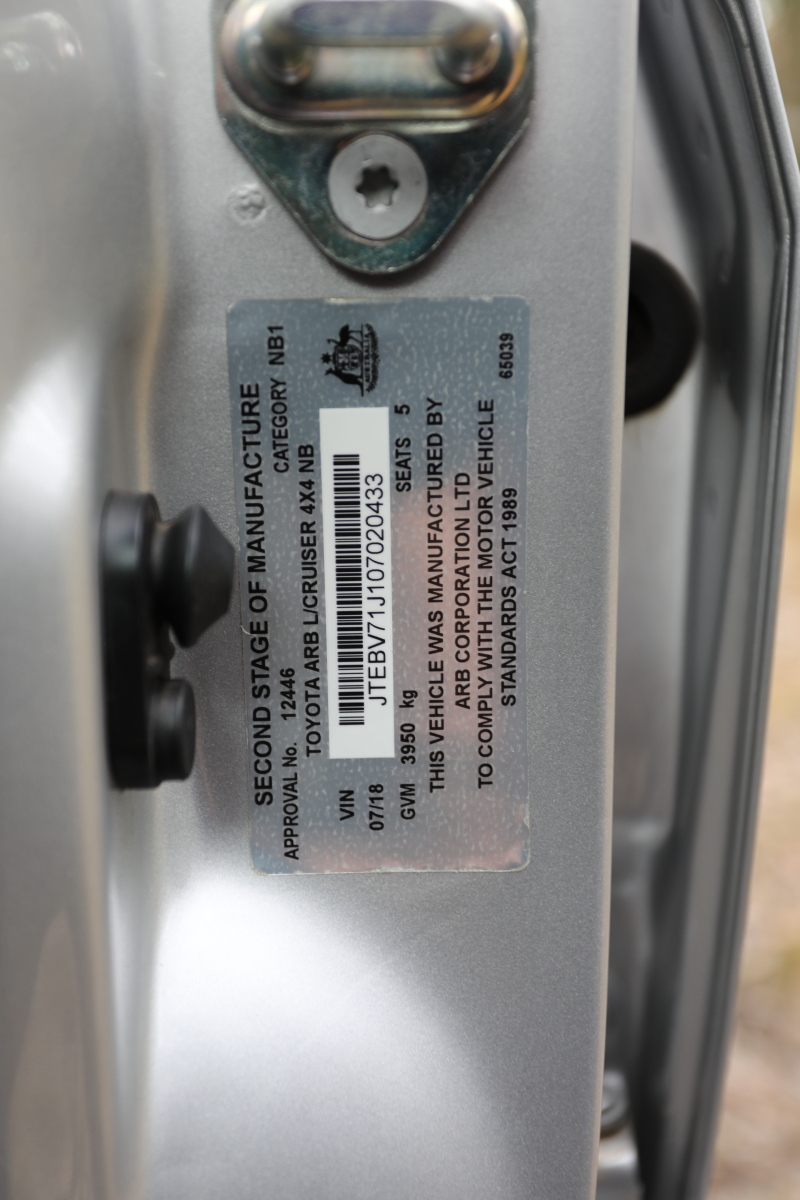 SECOND STAGE OF MANUFACTURE
APPROVAL No. 12446 CATEGORY NB1
TOYOTA ARB L/CRUISER 4X4 NB
VIN JTEBV71J107020433
AUSTRALIA
07/18
GVM 3950 kg SEATS 5
THIS VEHICLE WAS MANUFACTURED BY
ARB CORPORATION LTD
TO COMPLY WITH THE MOTOR VEHICLE
STANDARDS ACT 1989
65039